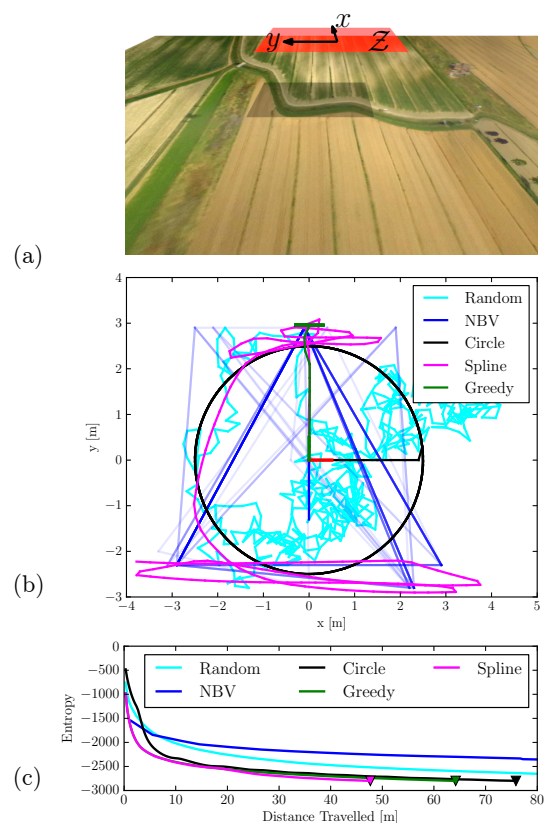 x
y
Z
(a)
4
3
2
1
0
−1
−2
−3
y [m]
Random
NBV
Circle
Spline
Greedy
−4 −3 −2 −1 0 1 2 3 4 5
x [m]
(b)
0
−500
−1000
−1500
−2000
−2500
−3000
Entropy
Random Circle Spline
NBV Greedy
0 10 20 30 40 50 60 70 80
Distance Travelled [m]
(c)